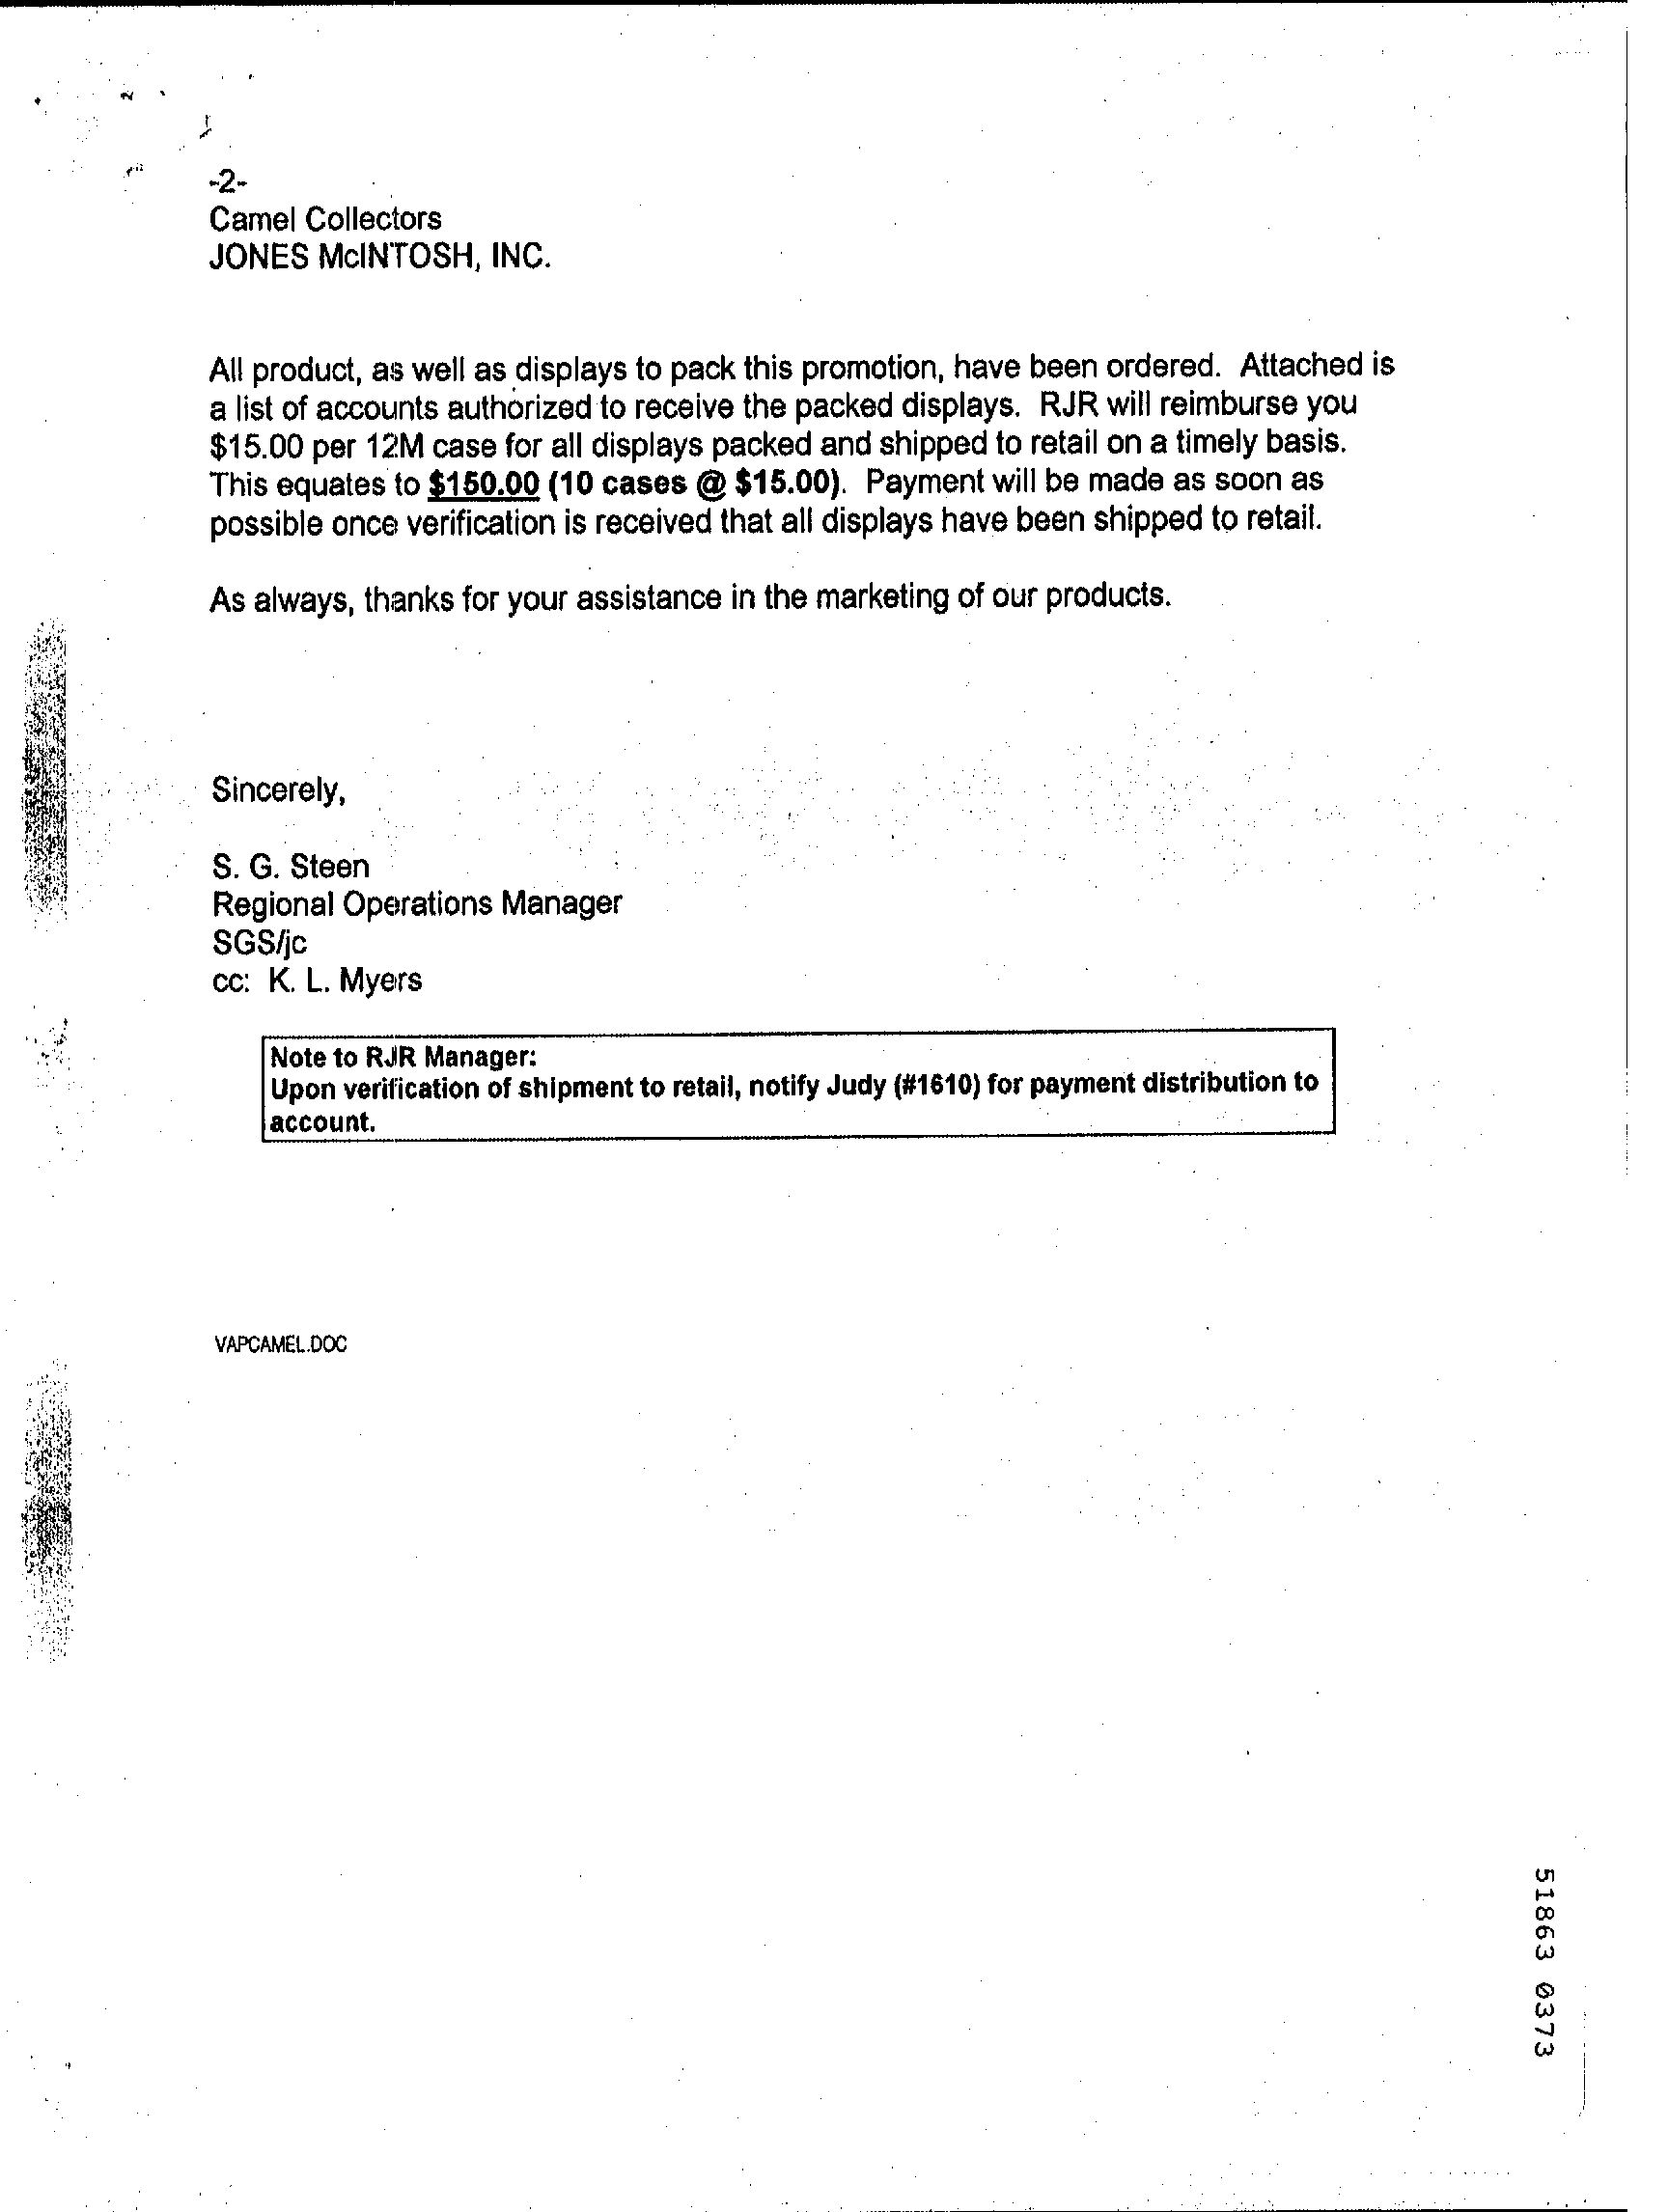 -2-
Camel Collectors
JONES McINTOSH, INC.
All product, as well as displays to pack this promotion, have been ordered. Attached is
a list of accounts authorized to receive the packed displays. RJR will reimburse you
$15.00 per 12M case for all displays packed and shipped to retail on a timely basis.
This equates to $150.00 (10 cases @ $15.00). Payment will be made as soon as
possible once verification is received that all displays have been shipped to retail.
As always, thanks for your assistance in the marketing of our products.
Sincerely,
S. G. Steen
Regional Operations Manager
SGS/jc
cc: K. L. Myers
Note to RJR Manager:
Upon verification of shipment to retail, notify Judy (#1610) for payment distribution to
account.
VAPCAMEL.DOC
51863 0373